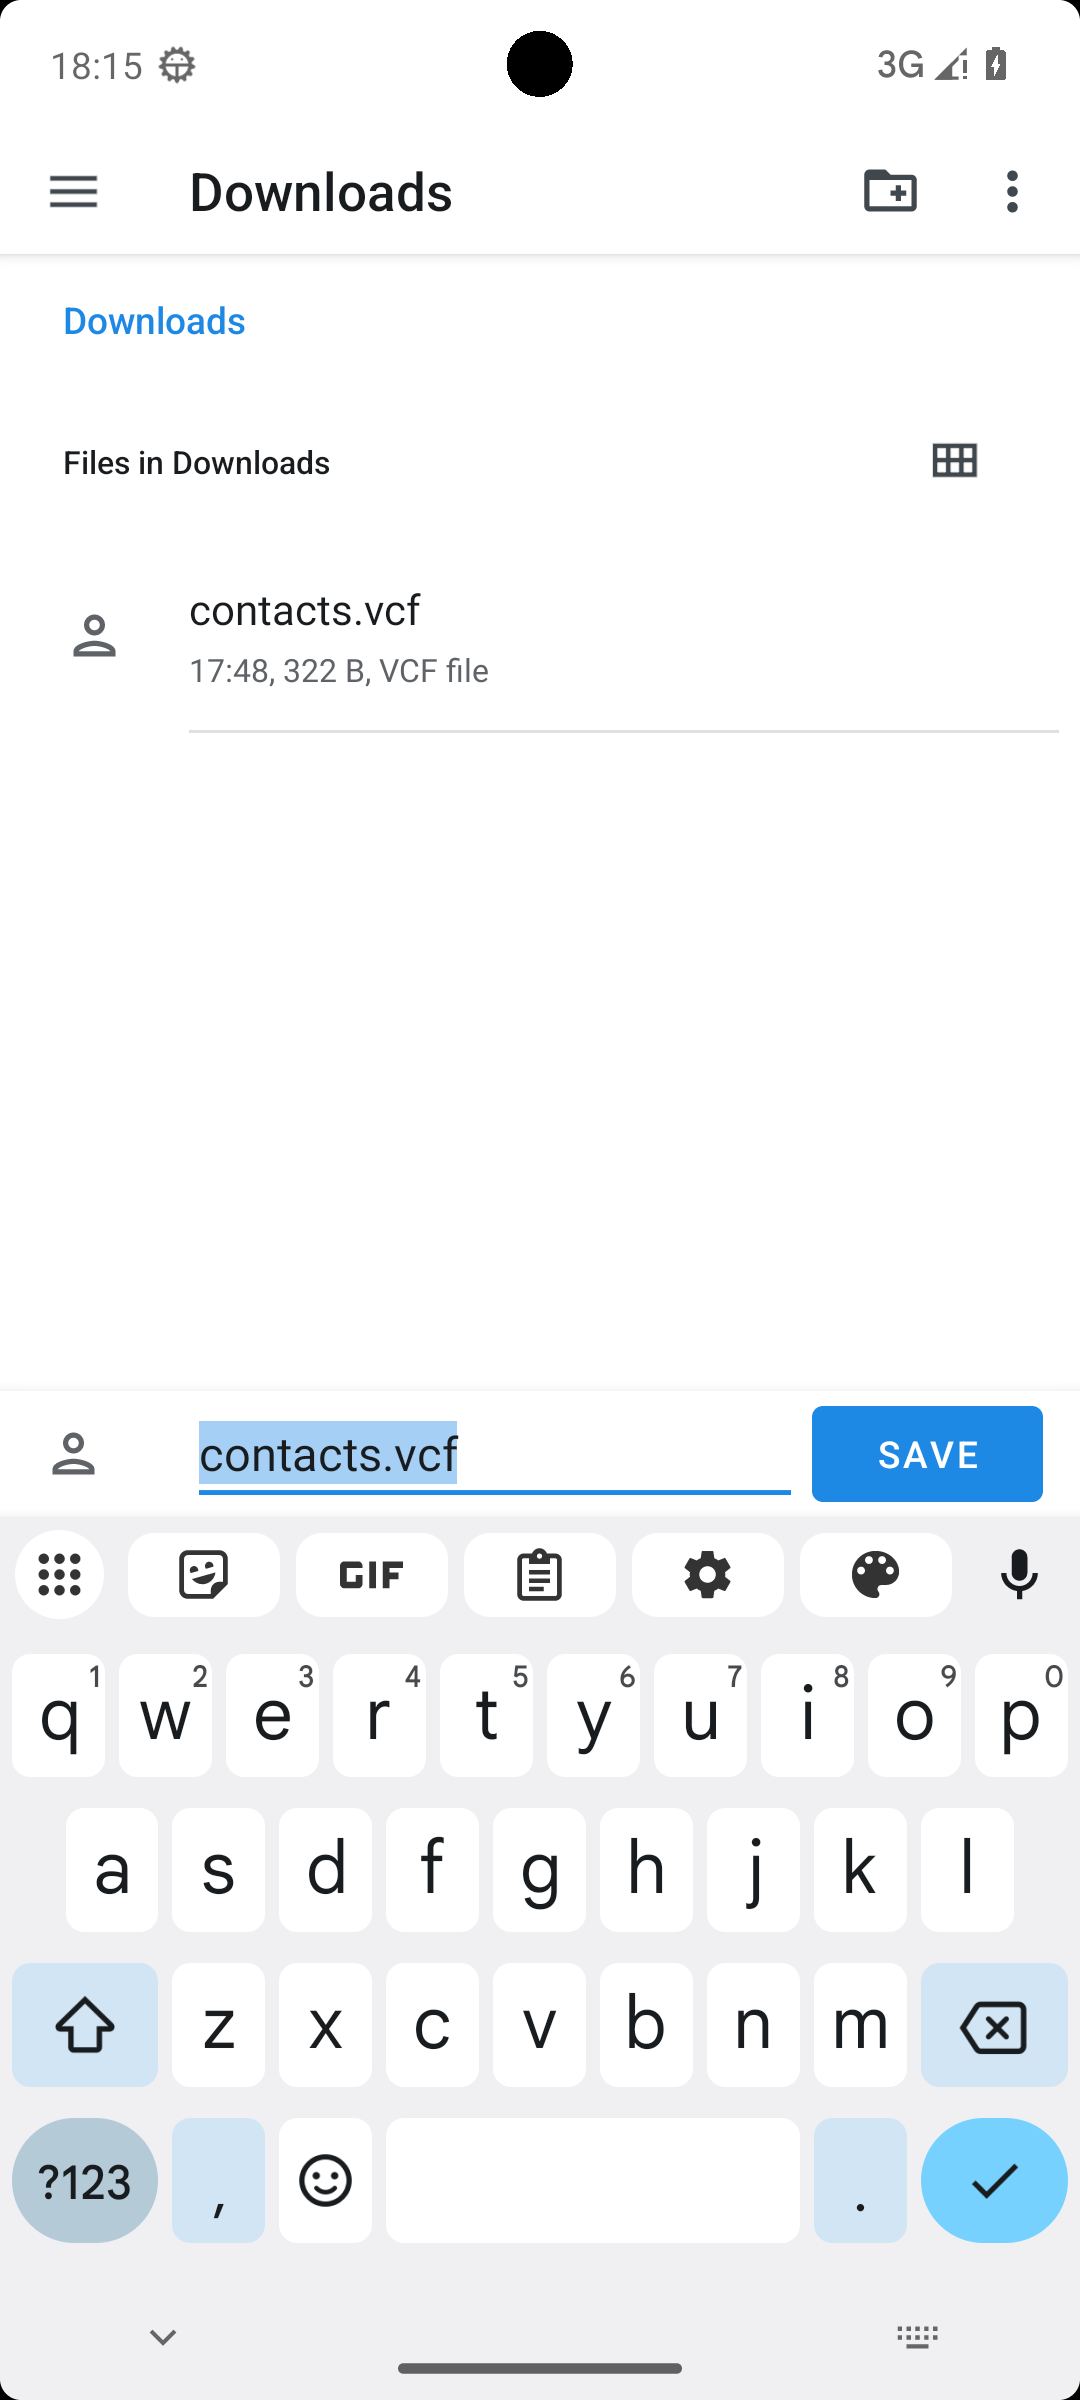 18:15
3G
Downloads
Downloads
Files in Downloads
contacts.vcf
17:48, 322 B, VCF file
contacts.vcf
SAVE
GIF
q 1 w 2 e 3 r 4 t 5 y 6 u 7 i 8 o 9 p 0
a s d f g h j k l
z x c v b n m
?123 , .